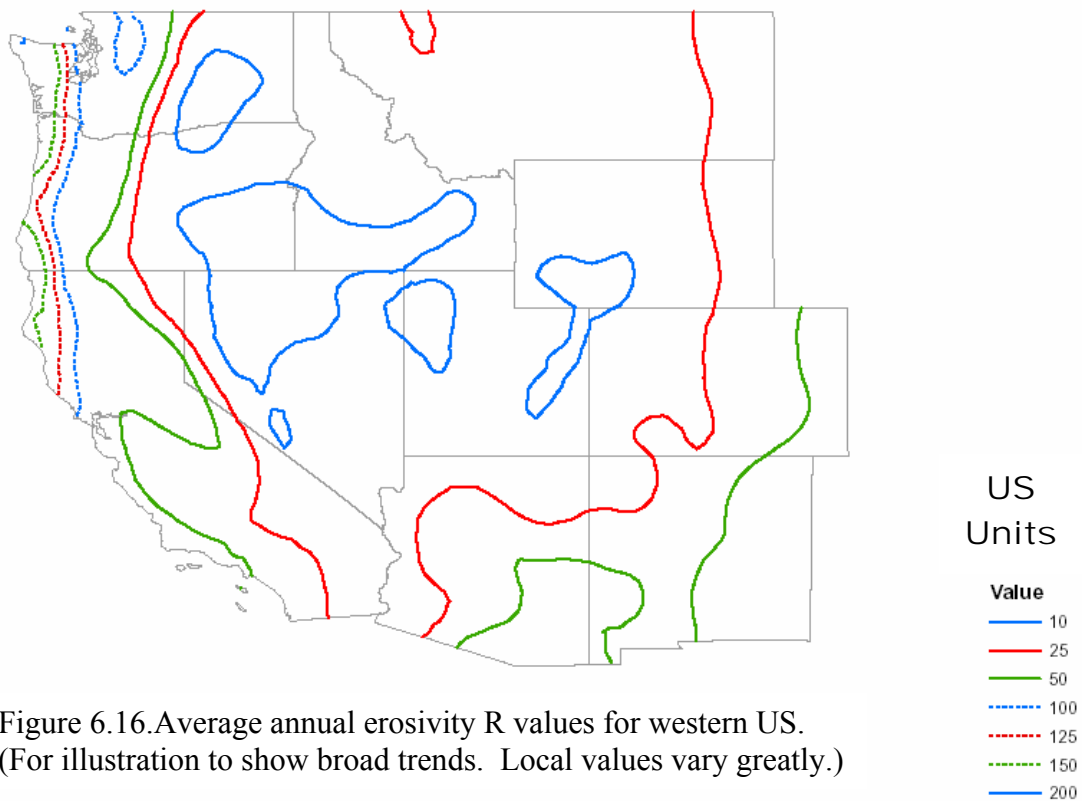 US
Units
Value
10
25
50
100
125
150
200
Figure 6.16.Average annual erosivity R values for western US.
(For illustration to show broad trends.  Local values vary greatly.)